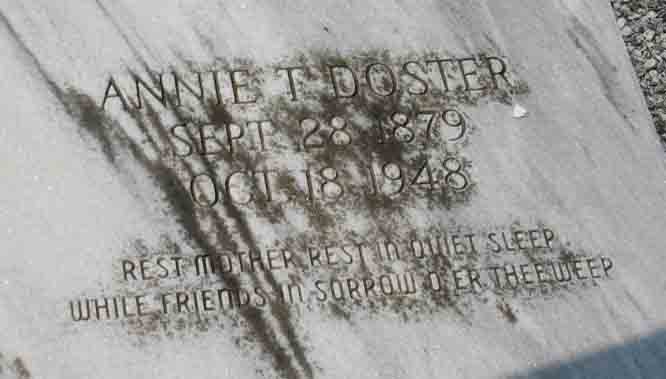 ANNIE T DOSTER
SEPT 28 1879
OCT 18 1948
REST MOTHER REST IN QUIET SLEEP
WHILE FRIENDS IN SORROW O'ER THEE WEEP